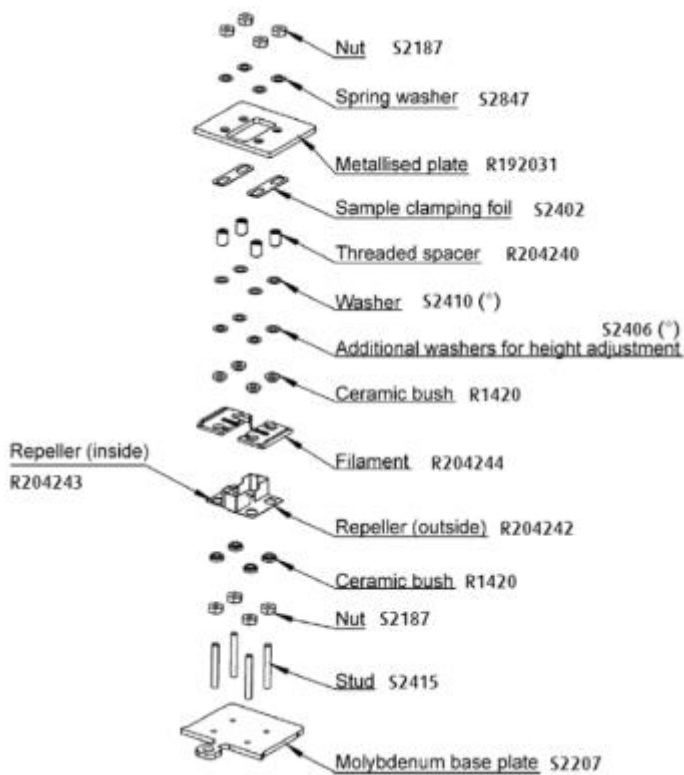 Nut S2187
Spring washer S2847
Metallised plate R192031
Sample clamping foil S2402
Threaded spacer R204240
Washer S2410 (*)
S2406 (*)
Additional washers for height adjustment
Ceramic bush R1420
Repeller (inside)
R204243
Filament R204244
Repeller (outside) R204242
Ceramic bush R1420
Nut S2187
Stud S2415
Molybdenum base plate S2207